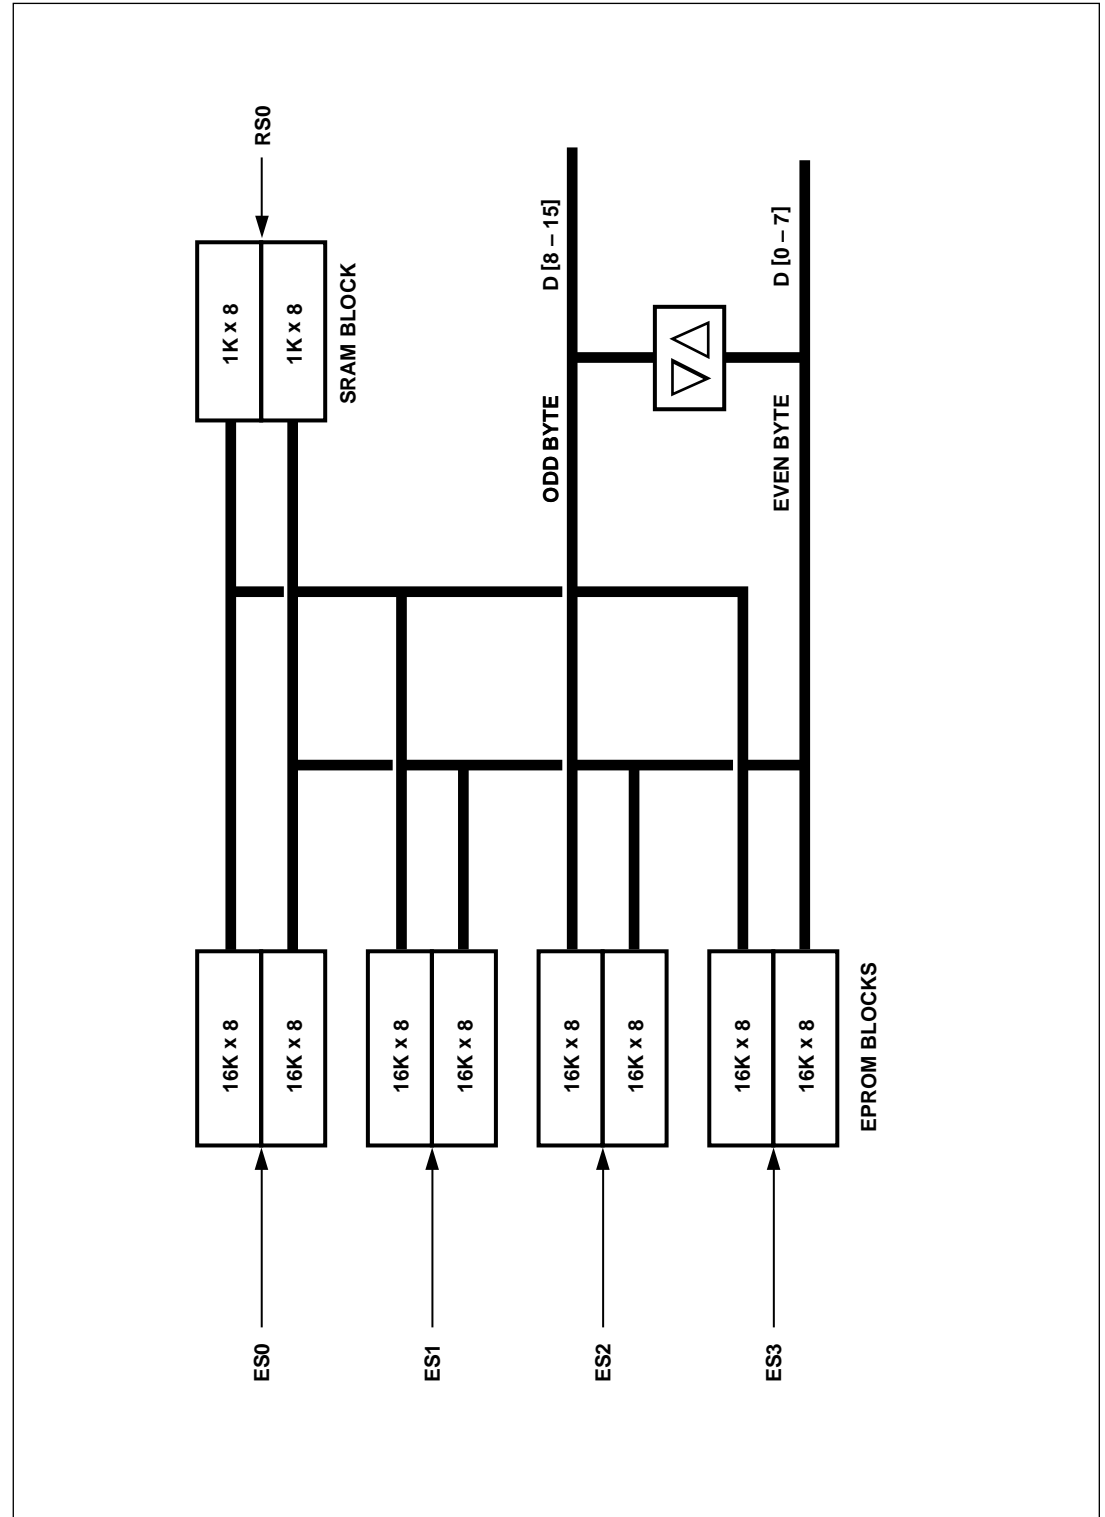 ES0
16K x 8
16K x 8
1K x 8
1K x 8
RS0
SRAM BLOCK
ES1
16K x 8
16K x 8
ES2
16K x 8
16K x 8
ODD BYTE
D [8 – 15]
ES3
16K x 8
16K x 8
EVEN BYTE
D [0 – 7]
EPROM BLOCKS